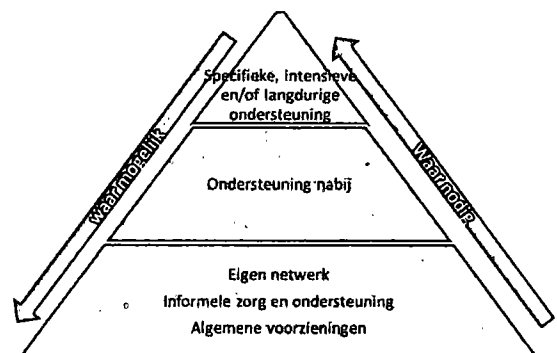 Specifieke, intensieve
en/of langdurige
ondersteuning
waarmogelijk
Waarnodig
Ondersteuning nabij
Eigen netwerk
Informele zorg en ondersteuning
Algemene voorzieningen